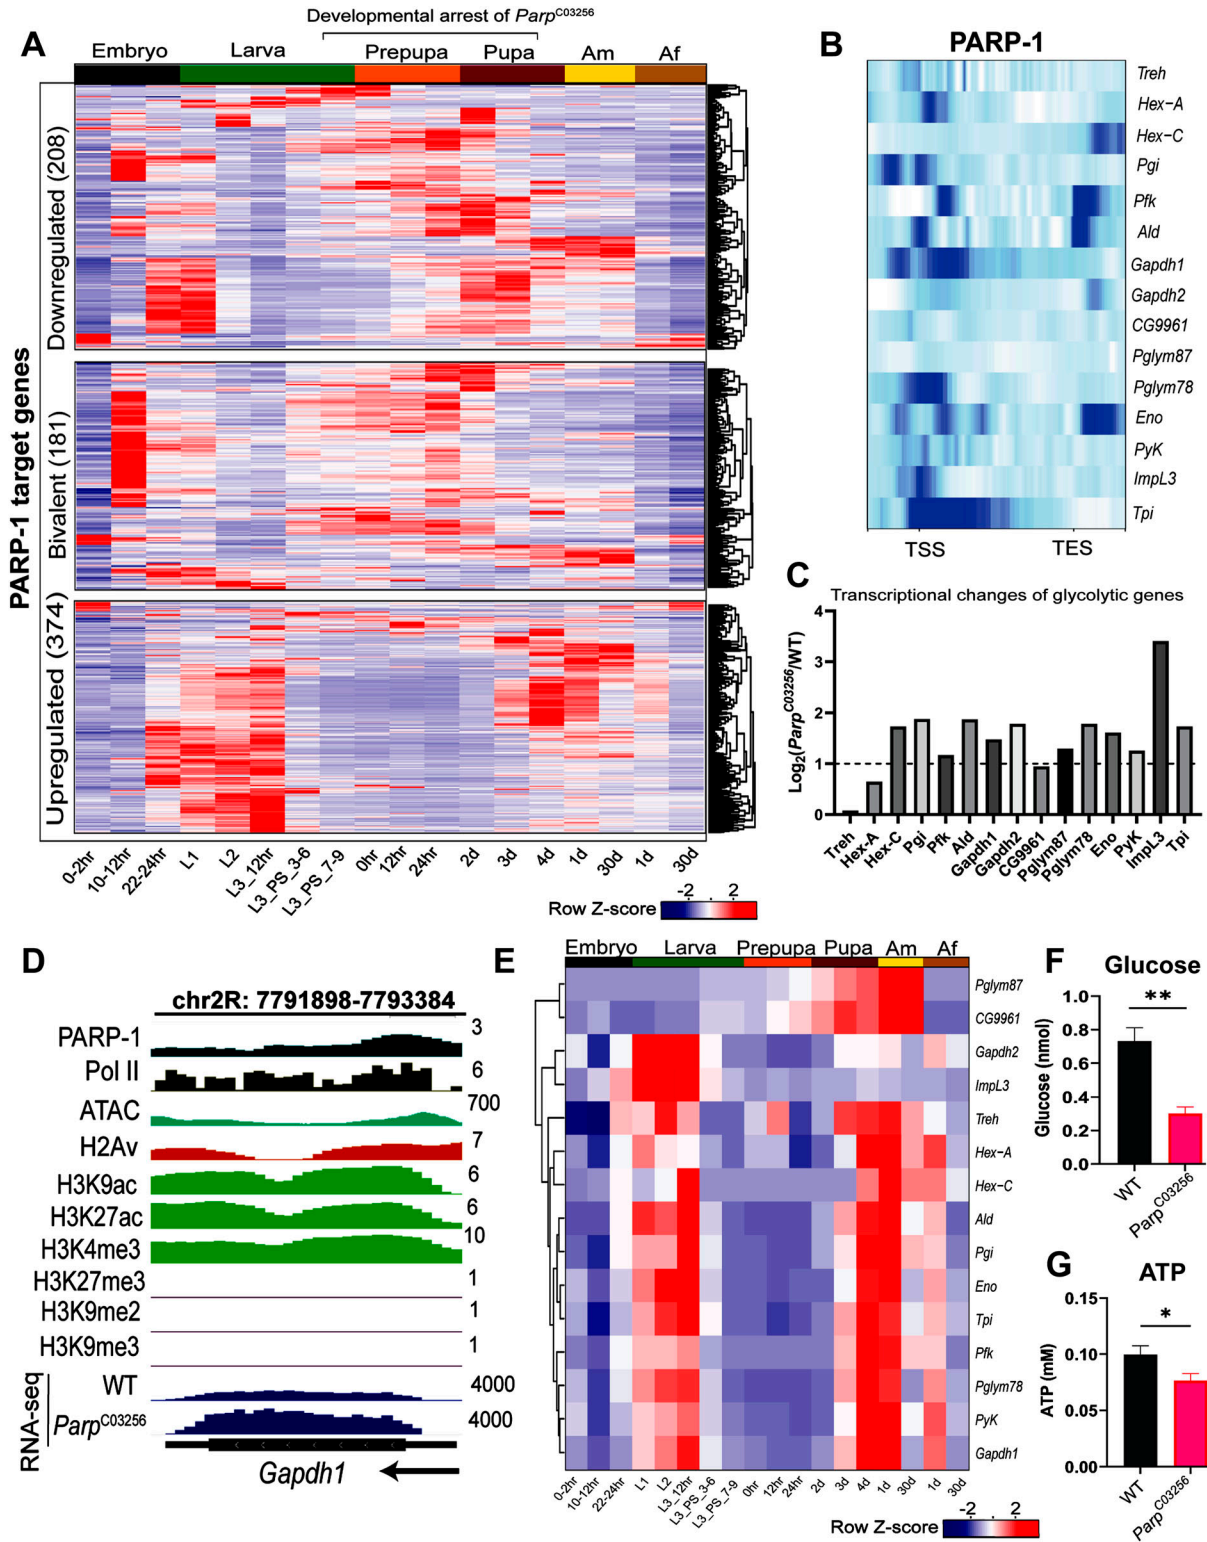 A
Developmental arrest of Parp^C03256
Embryo
Larva
Prepupa
Pupa
Am
Af
PARP-1 target genes
Downregulated (208)
Bivalent (181)
Upregulated (374)
0-2hr
10-12hr
22-24hr
L1
L2
L3_12hr
L3_PS_3-6
L3_PS_7-9
0hr
12hr
24hr
2d
3d
4d
1d
30d
1d
30d
Row Z-score
-2 2
B
PARP-1
Treh
Hex-A
Hex-C
Pgi
Pfk
Ald
Gapdh1
Gapdh2
CG9961
Pglym87
Pglym78
Eno
PyK
ImpL3
Tpi
TSS
TES
C
Transcriptional changes of glycolytic genes
Log2(Parp^C03256/WT)
4
3
2
1
0
Treh
Hex-A
Hex-C
Pgi
Pfk
Ald
Gapdh1
Gapdh2
CG9961
Pglym87
Pglym78
Eno
PyK
ImpL3
Tpi
D
chr2R: 7791898-7793384
PARP-1 3
Pol II 6
ATAC 700
H2Av 7
H3K9ac 6
H3K27ac 6
H3K4me3 10
H3K27me3 1
H3K9me2 1
H3K9me3 1
RNA-seq
WT 4000
Parp^C03256 4000
Gapdh1
E
Embryo
Larva
Prepupa
Pupa
Am
Af
Pglym87
CG9961
Gapdh2
ImpL3
Treh
Hex-A
Hex-C
Ald
Pgi
Eno
Tpi
Pfk
Pglym78
PyK
Gapdh1
0-2hr
10-12hr
22-24hr
L1
L2
L3_12hr
L3_PS_3-6
L3_PS_7-9
0hr
12hr
24hr
2d
3d
4d
1d
30d
1d
30d
Row Z-score
-2 2
F
Glucose
Glucose (nmol)
1.0
0.8
0.6
0.4
0.2
0.0
**
WT
Parp^C03256
G
ATP
ATP (mM)
0.15
0.10
0.05
0.00
*
WT
Parp^C03256